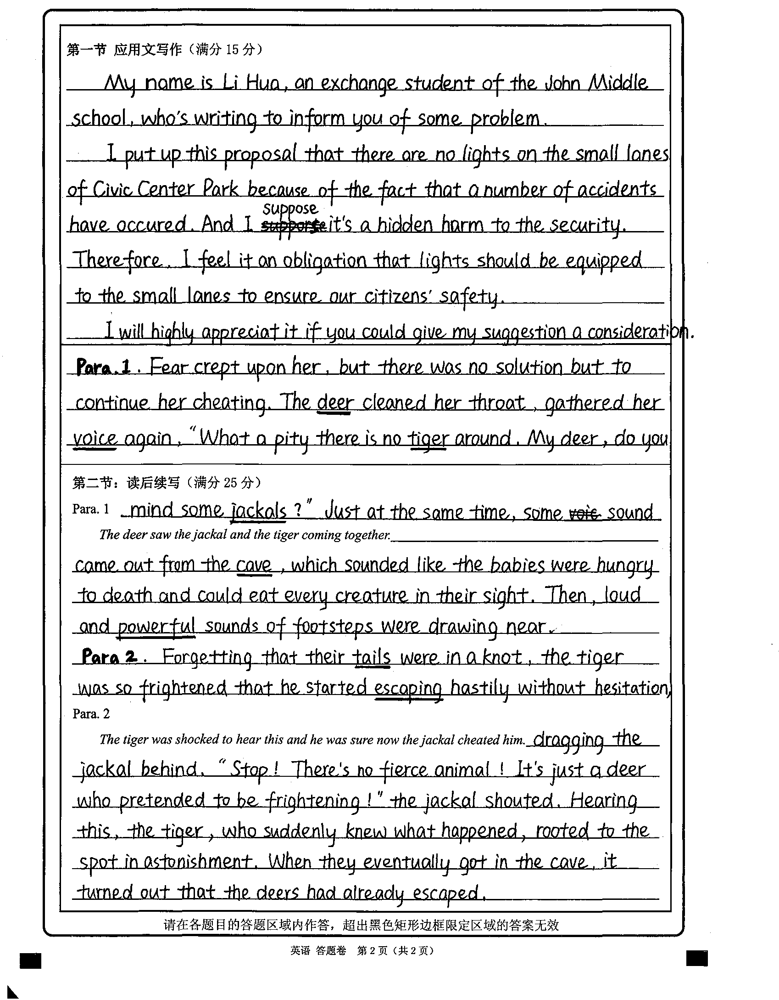 第一节 应用文写作（满分 15 分）
My name is Li Hua, an exchange student of the John Middle
school, who's writing to inform you of some problem.
I put up this proposal that there are no lights on the small lanes
of Civic Center Park because of the fact that a number of accidents
suppose
have occured. And I supporse it's a hidden harm to the security.
Therefore, I feel it an obligation that lights should be equipped
to the small lanes to ensure our citizens' safety.
I will highly appreciat it if you could give my suggestion a consideration.
Para.1. Fear crept upon her, but there was no solution but to
continue her cheating. The deer cleaned her throat, gathered her
voice again, "What a pity there is no tiger around. My deer, do you
第二节：读后续写（满分 25 分）
Para. 1 mind some jackals?" Just at the same time, some voic sound
The deer saw the jackal and the tiger coming together.
came out from the cave, which sounded like the babies were hungry
to death and could eat every creature in their sight. Then, loud
and powerful sounds of footsteps were drawing near.
Para 2. Forgetting that their tails were in a knot, the tiger
was so frightened that he started escaping hastily without hesitation,
Para. 2
The tiger was shocked to hear this and he was sure now the jackal cheated him. dragging the
jackal behind. "Stop! There's no fierce animal! It's just a deer
who pretended to be frightening!" the jackal shouted. Hearing
this, the tiger, who suddenly knew what happened, rooted to the
spot in astonishment. When they eventually got in the cave, it
turned out that the deers had already escaped.
请在各题目的答题区域内作答，超出黑色矩形边框限定区域的答案无效
英语 答题卷 第 2 页（共 2 页）